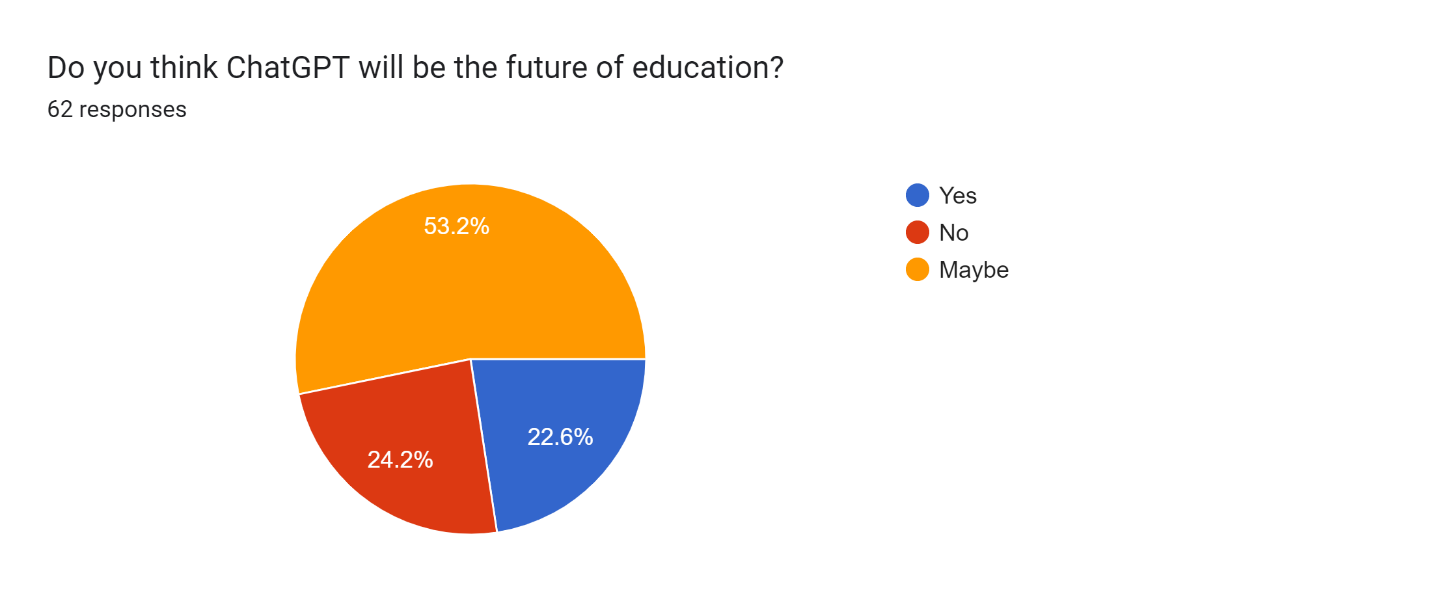 Do you think ChatGPT will be the future of education?
62 responses
53.2%
22.6%
24.2%
Yes
No
Maybe